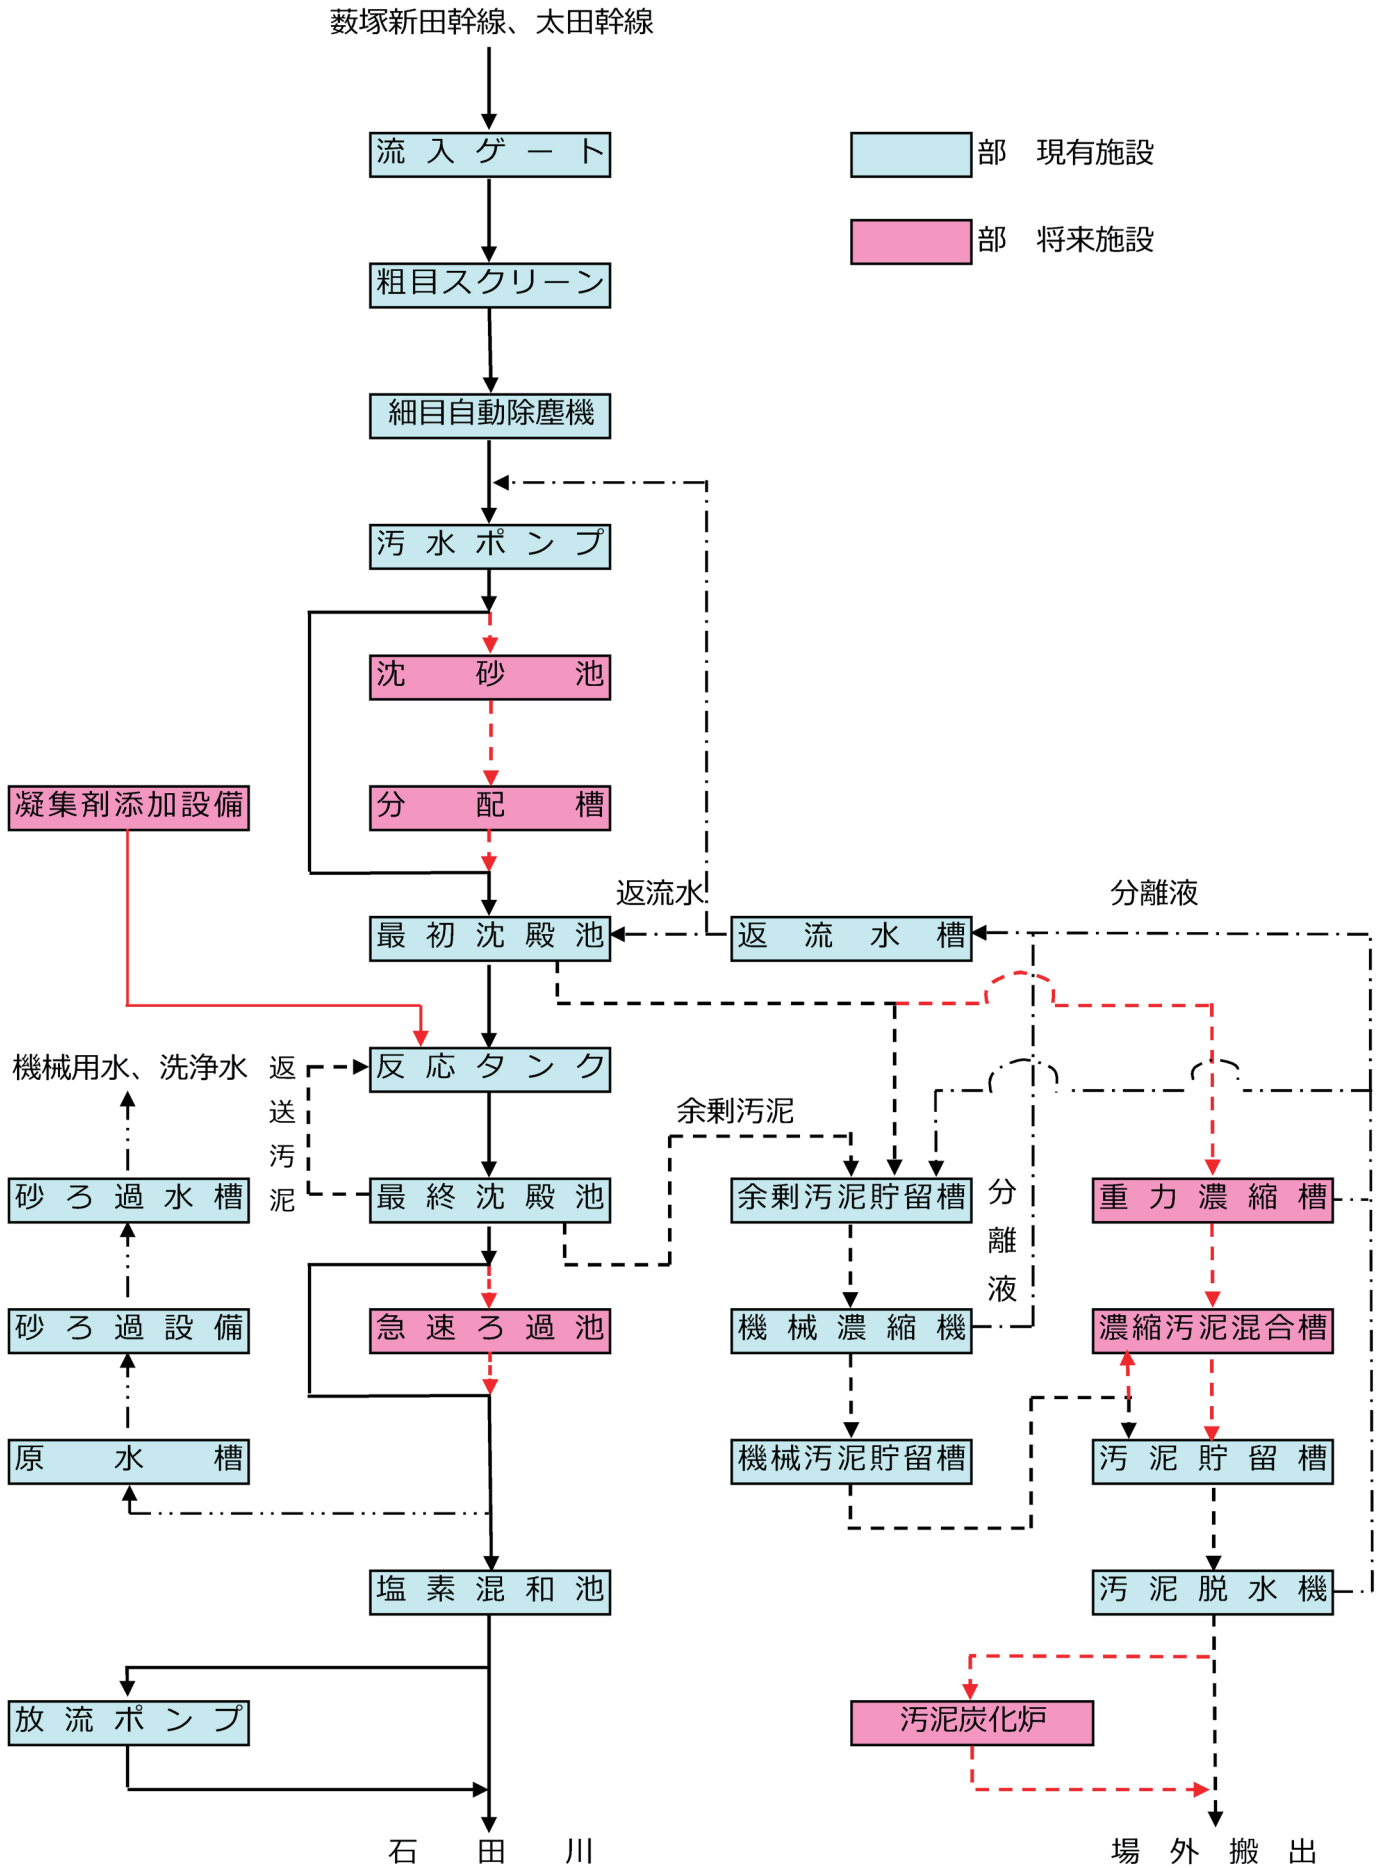 薮塚新田幹線、太田幹線
流入ゲート
部　現有施設
部　将来施設
粗目スクリーン
細目自動除塵機
汚水ポンプ
沈砂池
凝集剤添加設備
分配槽
返流水
分離液
最初沈殿池
返流水槽
機械用水、洗浄水
返送汚泥
反応タンク
余剰汚泥
砂ろ過水槽
最終沈殿池
余剰汚泥貯留槽
分離液
重力濃縮槽
砂ろ過設備
急速ろ過池
機械濃縮機
濃縮汚泥混合槽
原水槽
機械汚泥貯留槽
汚泥貯留槽
塩素混和池
汚泥脱水機
放流ポンプ
汚泥炭化炉
石田川
場外搬出